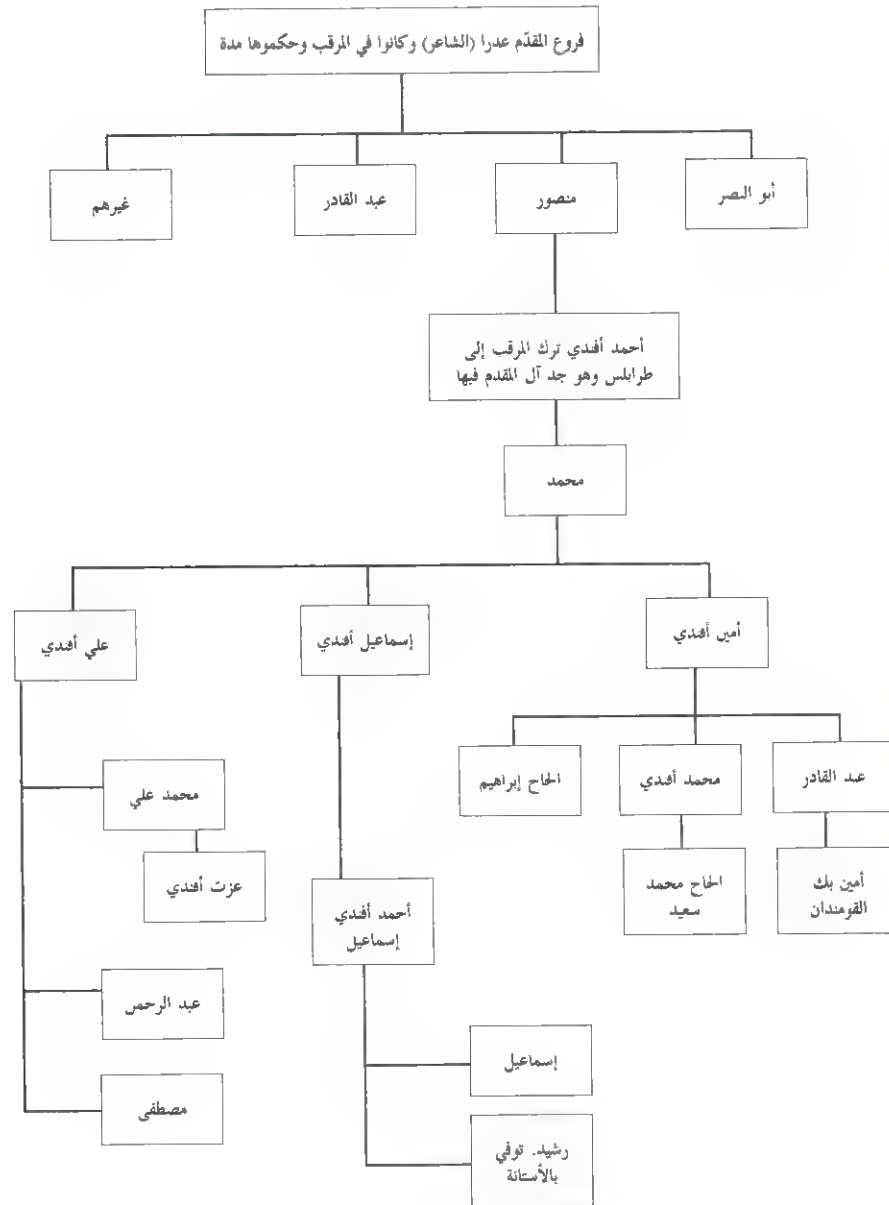 فروع المقدّم عدرا (الشاعر) وكانوا في المرقب وحكموها مدة
أبو النصر
منصور
عبد القادر
غيرهم
أحمد أفندي ترك المرقب إلى
طرابلس وهو جد آل المقدم فيها
محمد
أمين أفندي
إسماعيل أفندي
علي أفندي
عبد القادر
محمد أفندي
الحاج إبراهيم
محمد علي
أمين بك
القومندان
الحاج محمد
سعيد
عزت أفندي
أحمد أفندي
إسماعيل
عبد الرحمن
إسماعيل
مصطفى
رشيد. توفي
بالأستانة